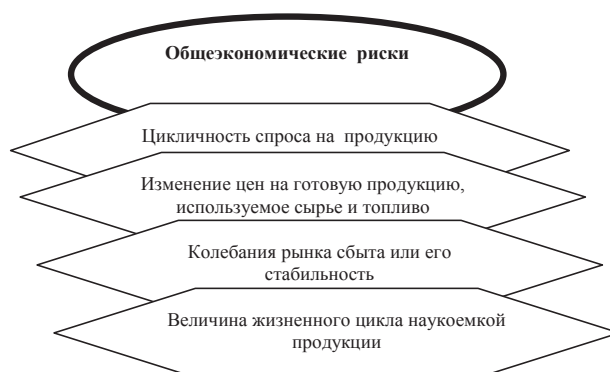 Общеэкономические риски
Цикличность спроса на продукцию
Изменение цен на готовую продукцию,
используемое сырье и топливо
Колебания рынка сбыта или его
стабильность
Величина жизненного цикла наукоемкой
продукции